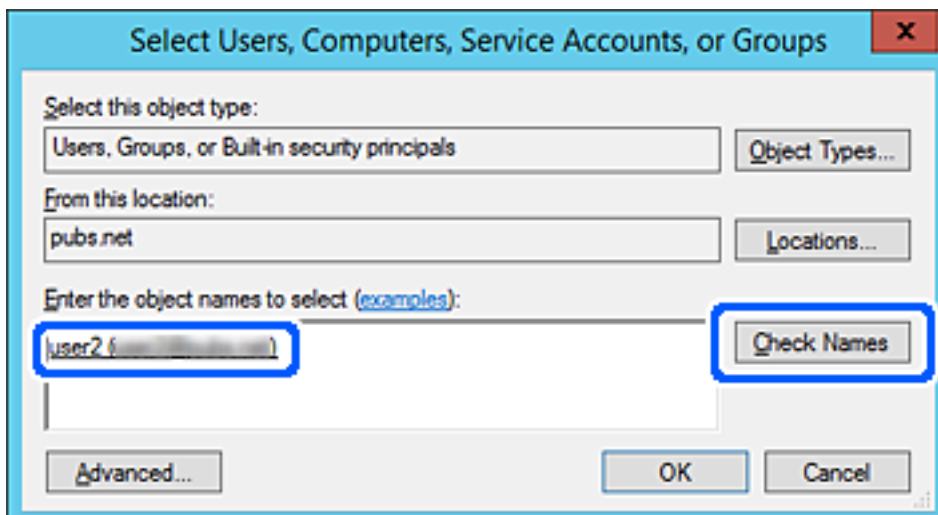 Select Users, Computers, Service Accounts, or Groups
x
Select this object type:
Users, Groups, or Built-in security principals
Object Types...
From this location:
pubs.net
Locations...
Enter the object names to select (examples):
user2 ( )
Check Names
Advanced...
OK
Cancel